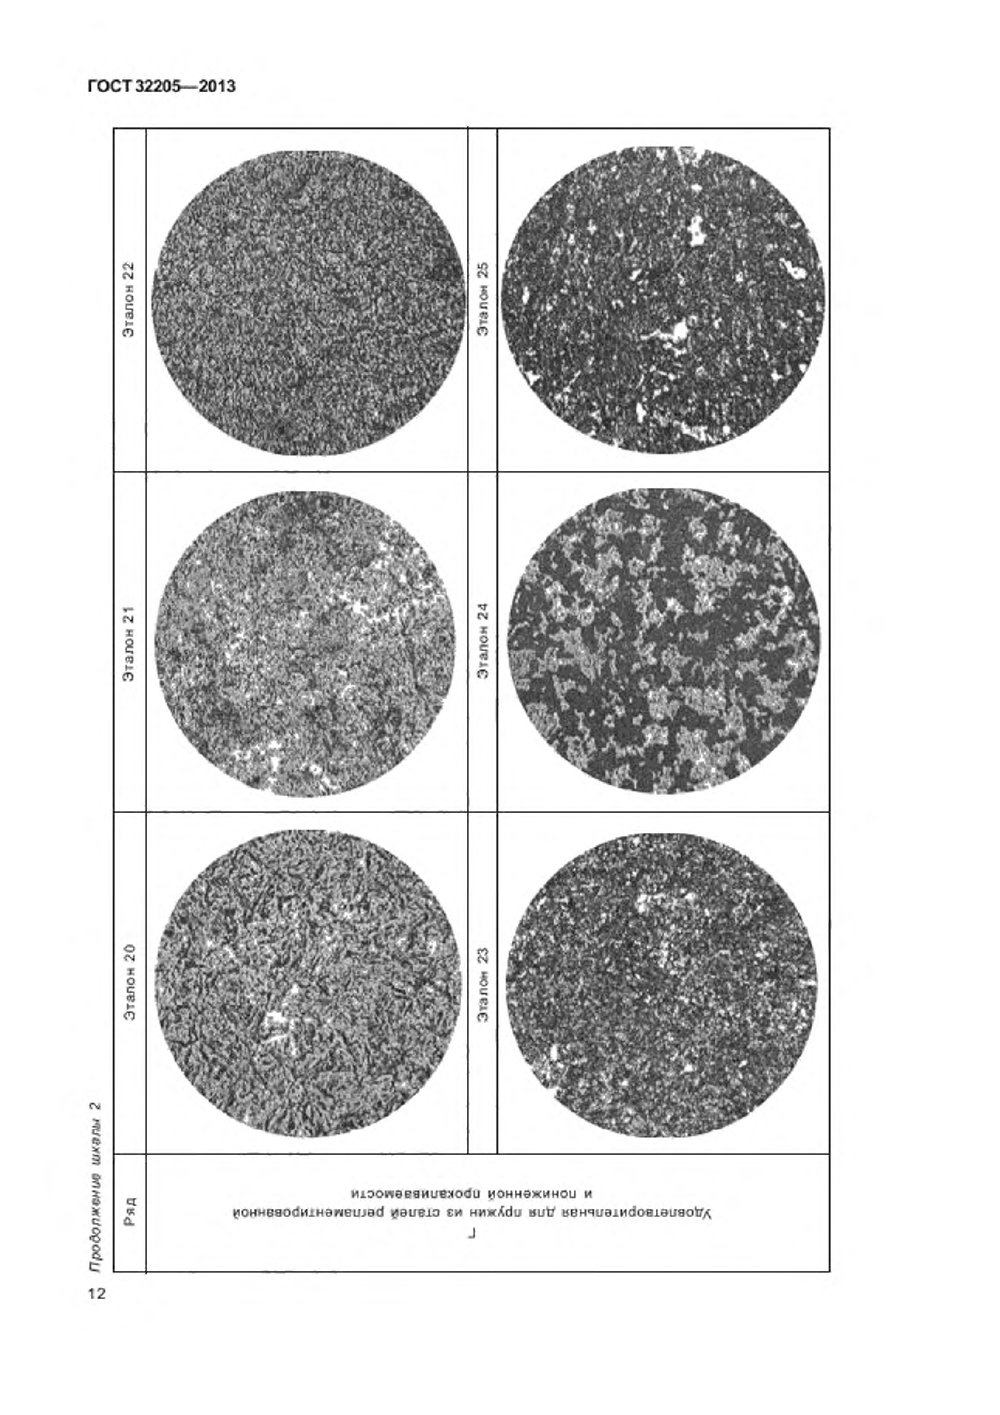 ГОСТ 32205—2013
Продолжение шкалы 2
Ряд
Эталон 20
Эталон 21
Эталон 22
Г
Удовлетворительная для пружин из сталей регламентированной
и пониженной прокаливаемости
Эталон 23
Эталон 24
Эталон 25
12